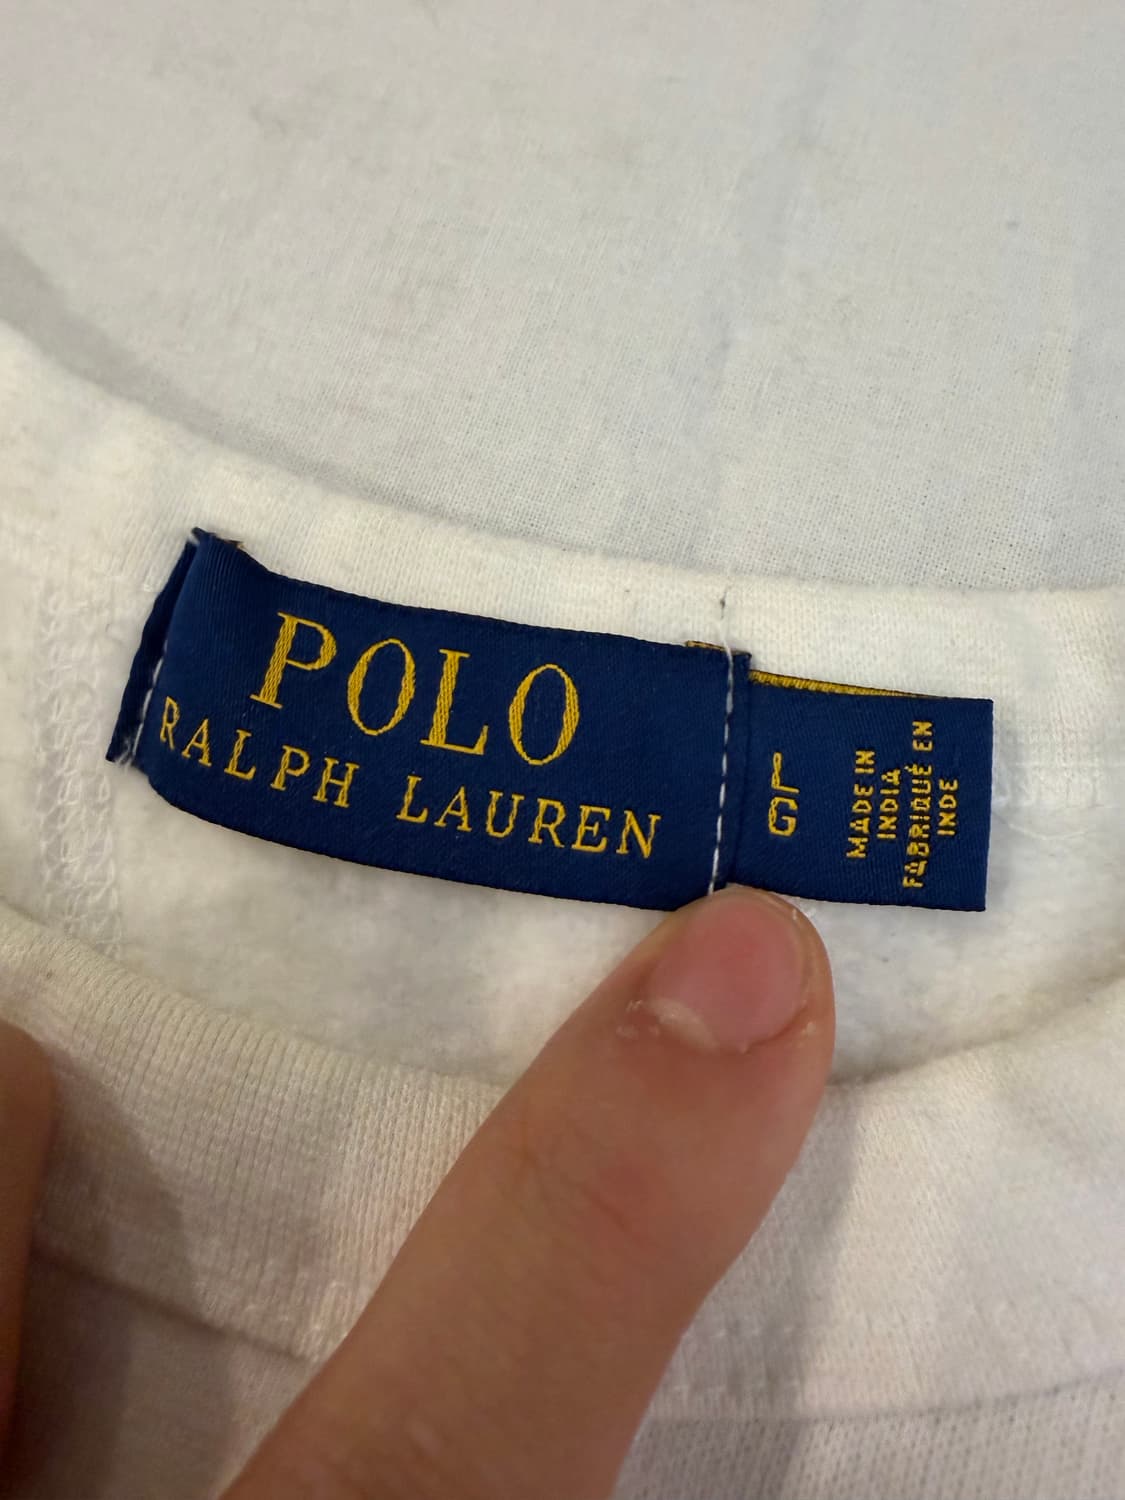 POLO
RALPH LAUREN
L
G
MADE IN
INDIA
FABRIQUÉ EN
INDE